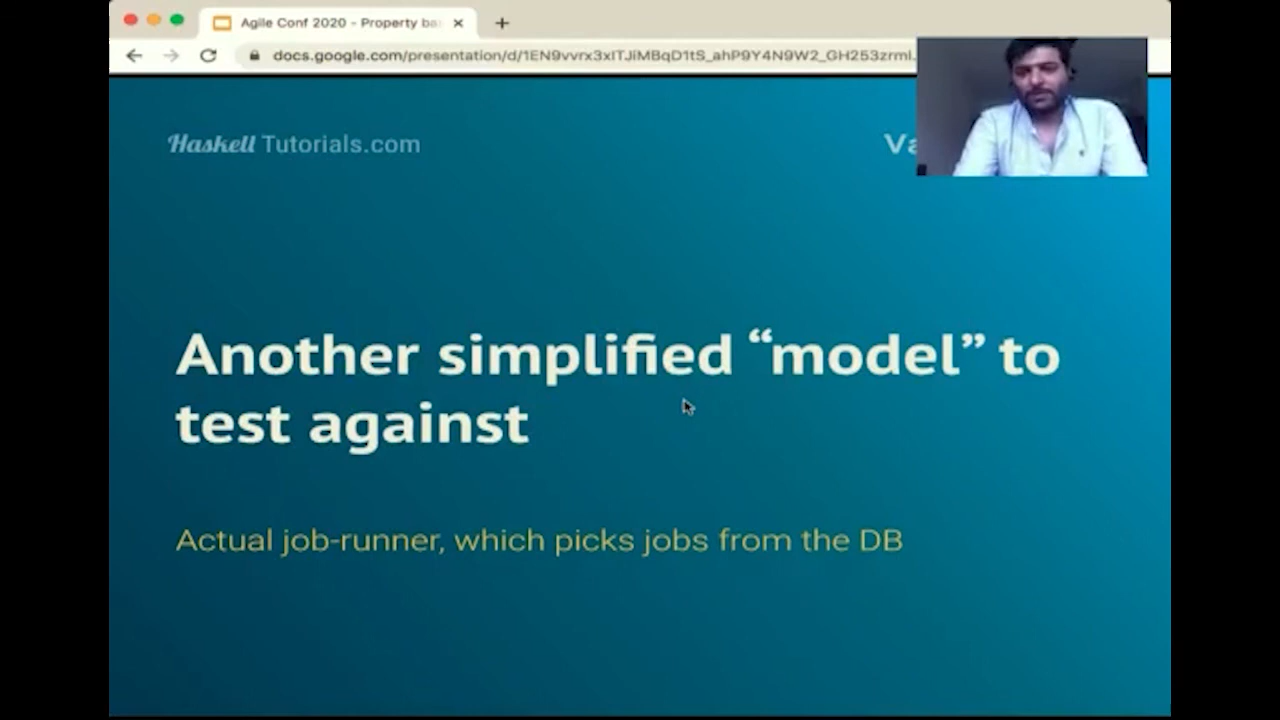 Agile Conf 2020 - Property ba
docs.google.com/presentation/d/
Haskell Tutorials.com
Va
Another simplified “model” to
test against
Actual job-runner, which picks jobs from the DB